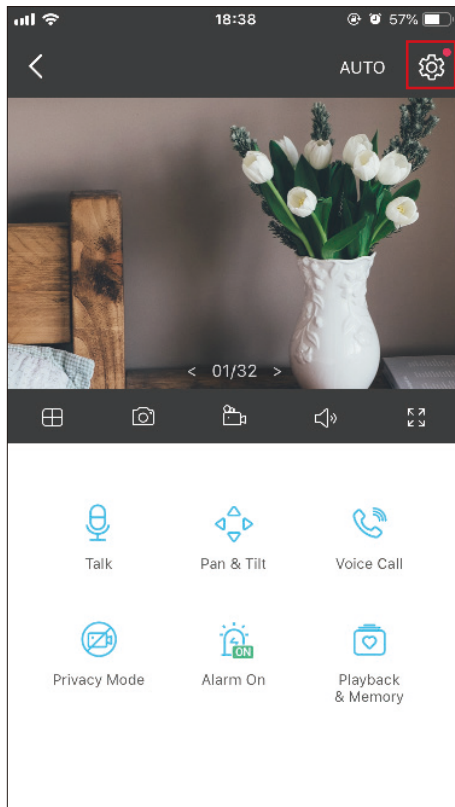 18:38
57%
AUTO
< 01/32 >
Talk
Pan & Tilt
Voice Call
ON
Privacy Mode
Alarm On
Playback
& Memory